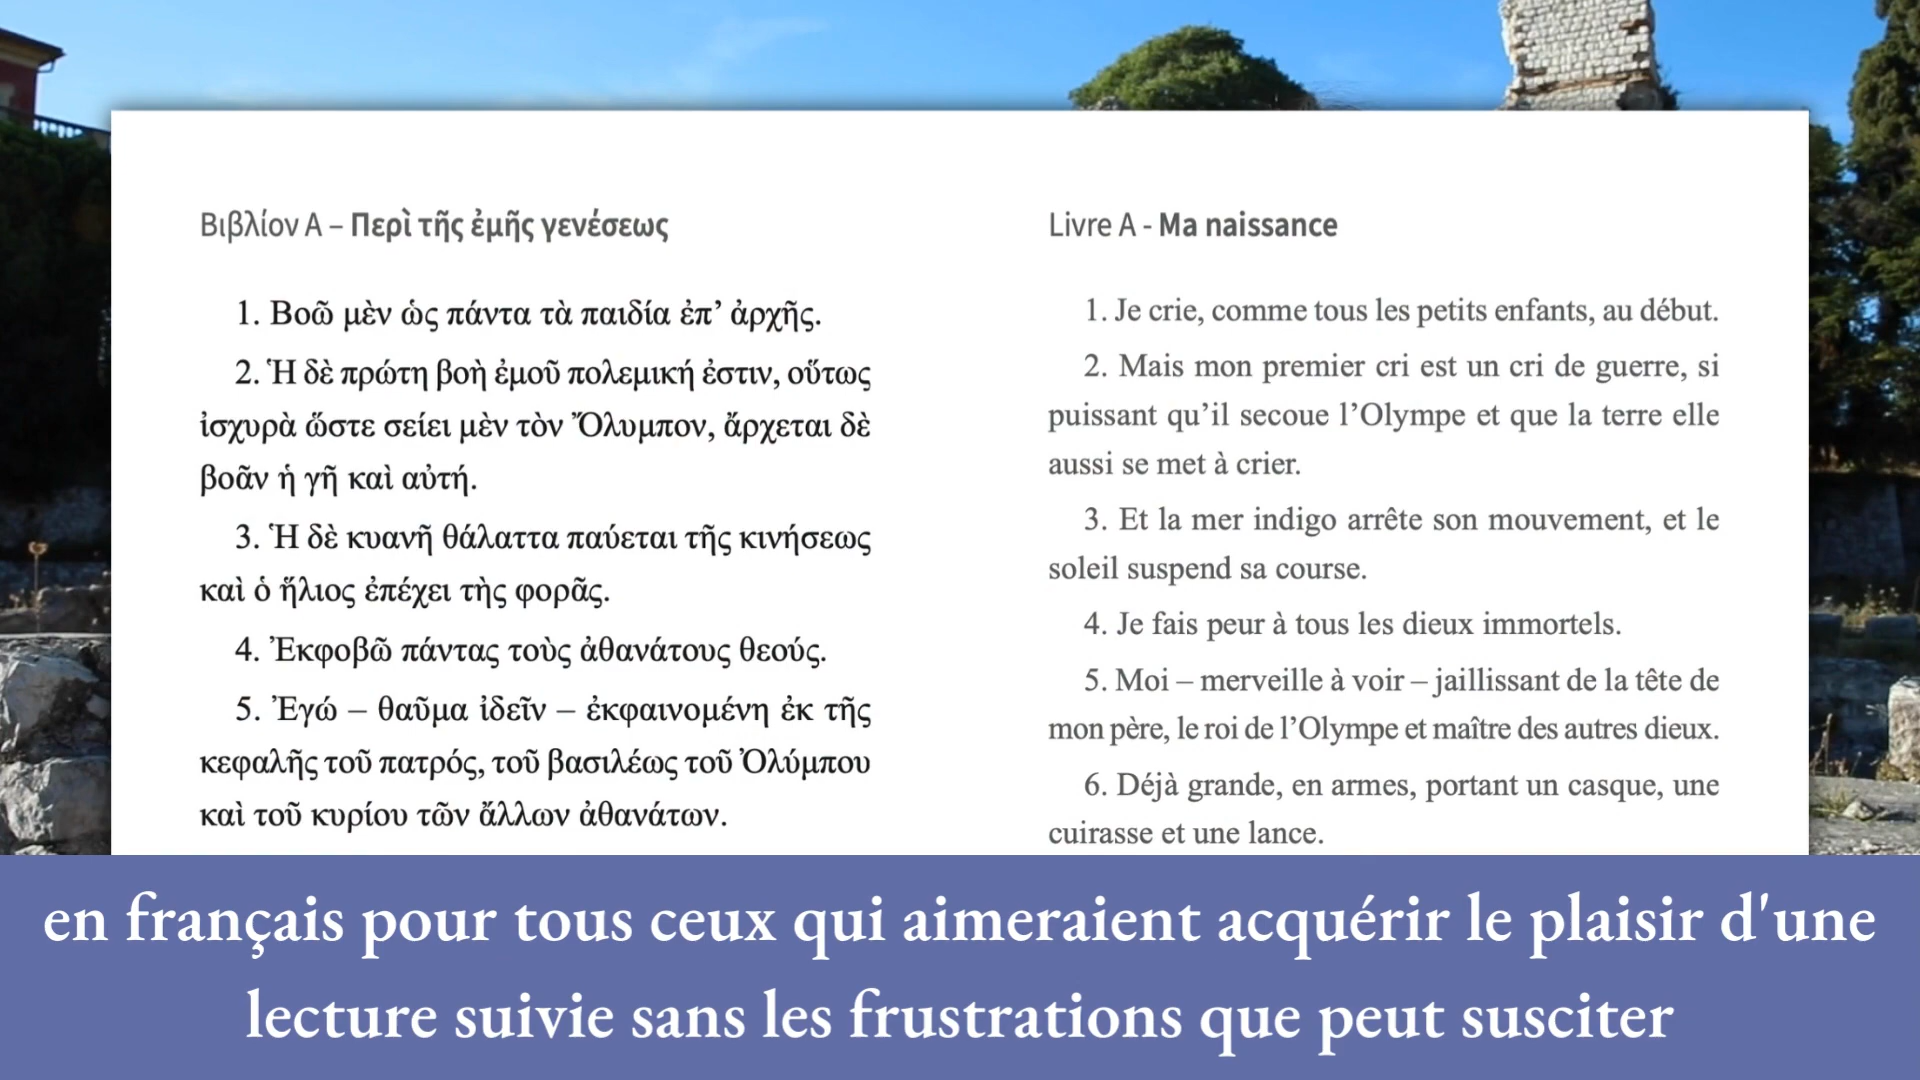 Βιβλίον Α – Περὶ τῆς ἐμῆς γενέσεως
1. Βοῶ μὲν ὡς πάντα τὰ παιδία ἐπ’ ἀρχῆς.
2. Ἡ δὲ πρώτη βοὴ ἐμοῦ πολεμική ἐστιν, οὕτως
ἰσχυρὰ ὥστε σείει μὲν τὸν Ὄλυμπον, ἄρχεται δὲ
βοᾶν ἡ γῆ καὶ αὐτή.
3. Ἡ δὲ κυανῆ θάλαττα παύεται τῆς κινήσεως
καὶ ὁ ἥλιος ἐπέχει τὴς φορᾶς.
4. Ἐκφοβῶ πάντας τοὺς ἀθανάτους θεούς.
5. Ἐγώ – θαῦμα ἰδεῖν – ἐκφαινομένη ἐκ τῆς
κεφαλῆς τοῦ πατρός, τοῦ βασιλέως τοῦ Ὀλύμπου
καὶ τοῦ κυρίου τῶν ἄλλων ἀθανάτων.
Livre A - Ma naissance
1. Je crie, comme tous les petits enfants, au début.
2. Mais mon premier cri est un cri de guerre, si
puissant qu’il secoue l’Olympe et que la terre elle
aussi se met à crier.
3. Et la mer indigo arrête son mouvement, et le
soleil suspend sa course.
4. Je fais peur à tous les dieux immortels.
5. Moi – merveille à voir – jaillissant de la tête de
mon père, le roi de l’Olympe et maître des autres dieux.
6. Déjà grande, en armes, portant un casque, une
cuirasse et une lance.
en français pour tous ceux qui aimeraient acquérir le plaisir d'une
lecture suivie sans les frustrations que peut susciter